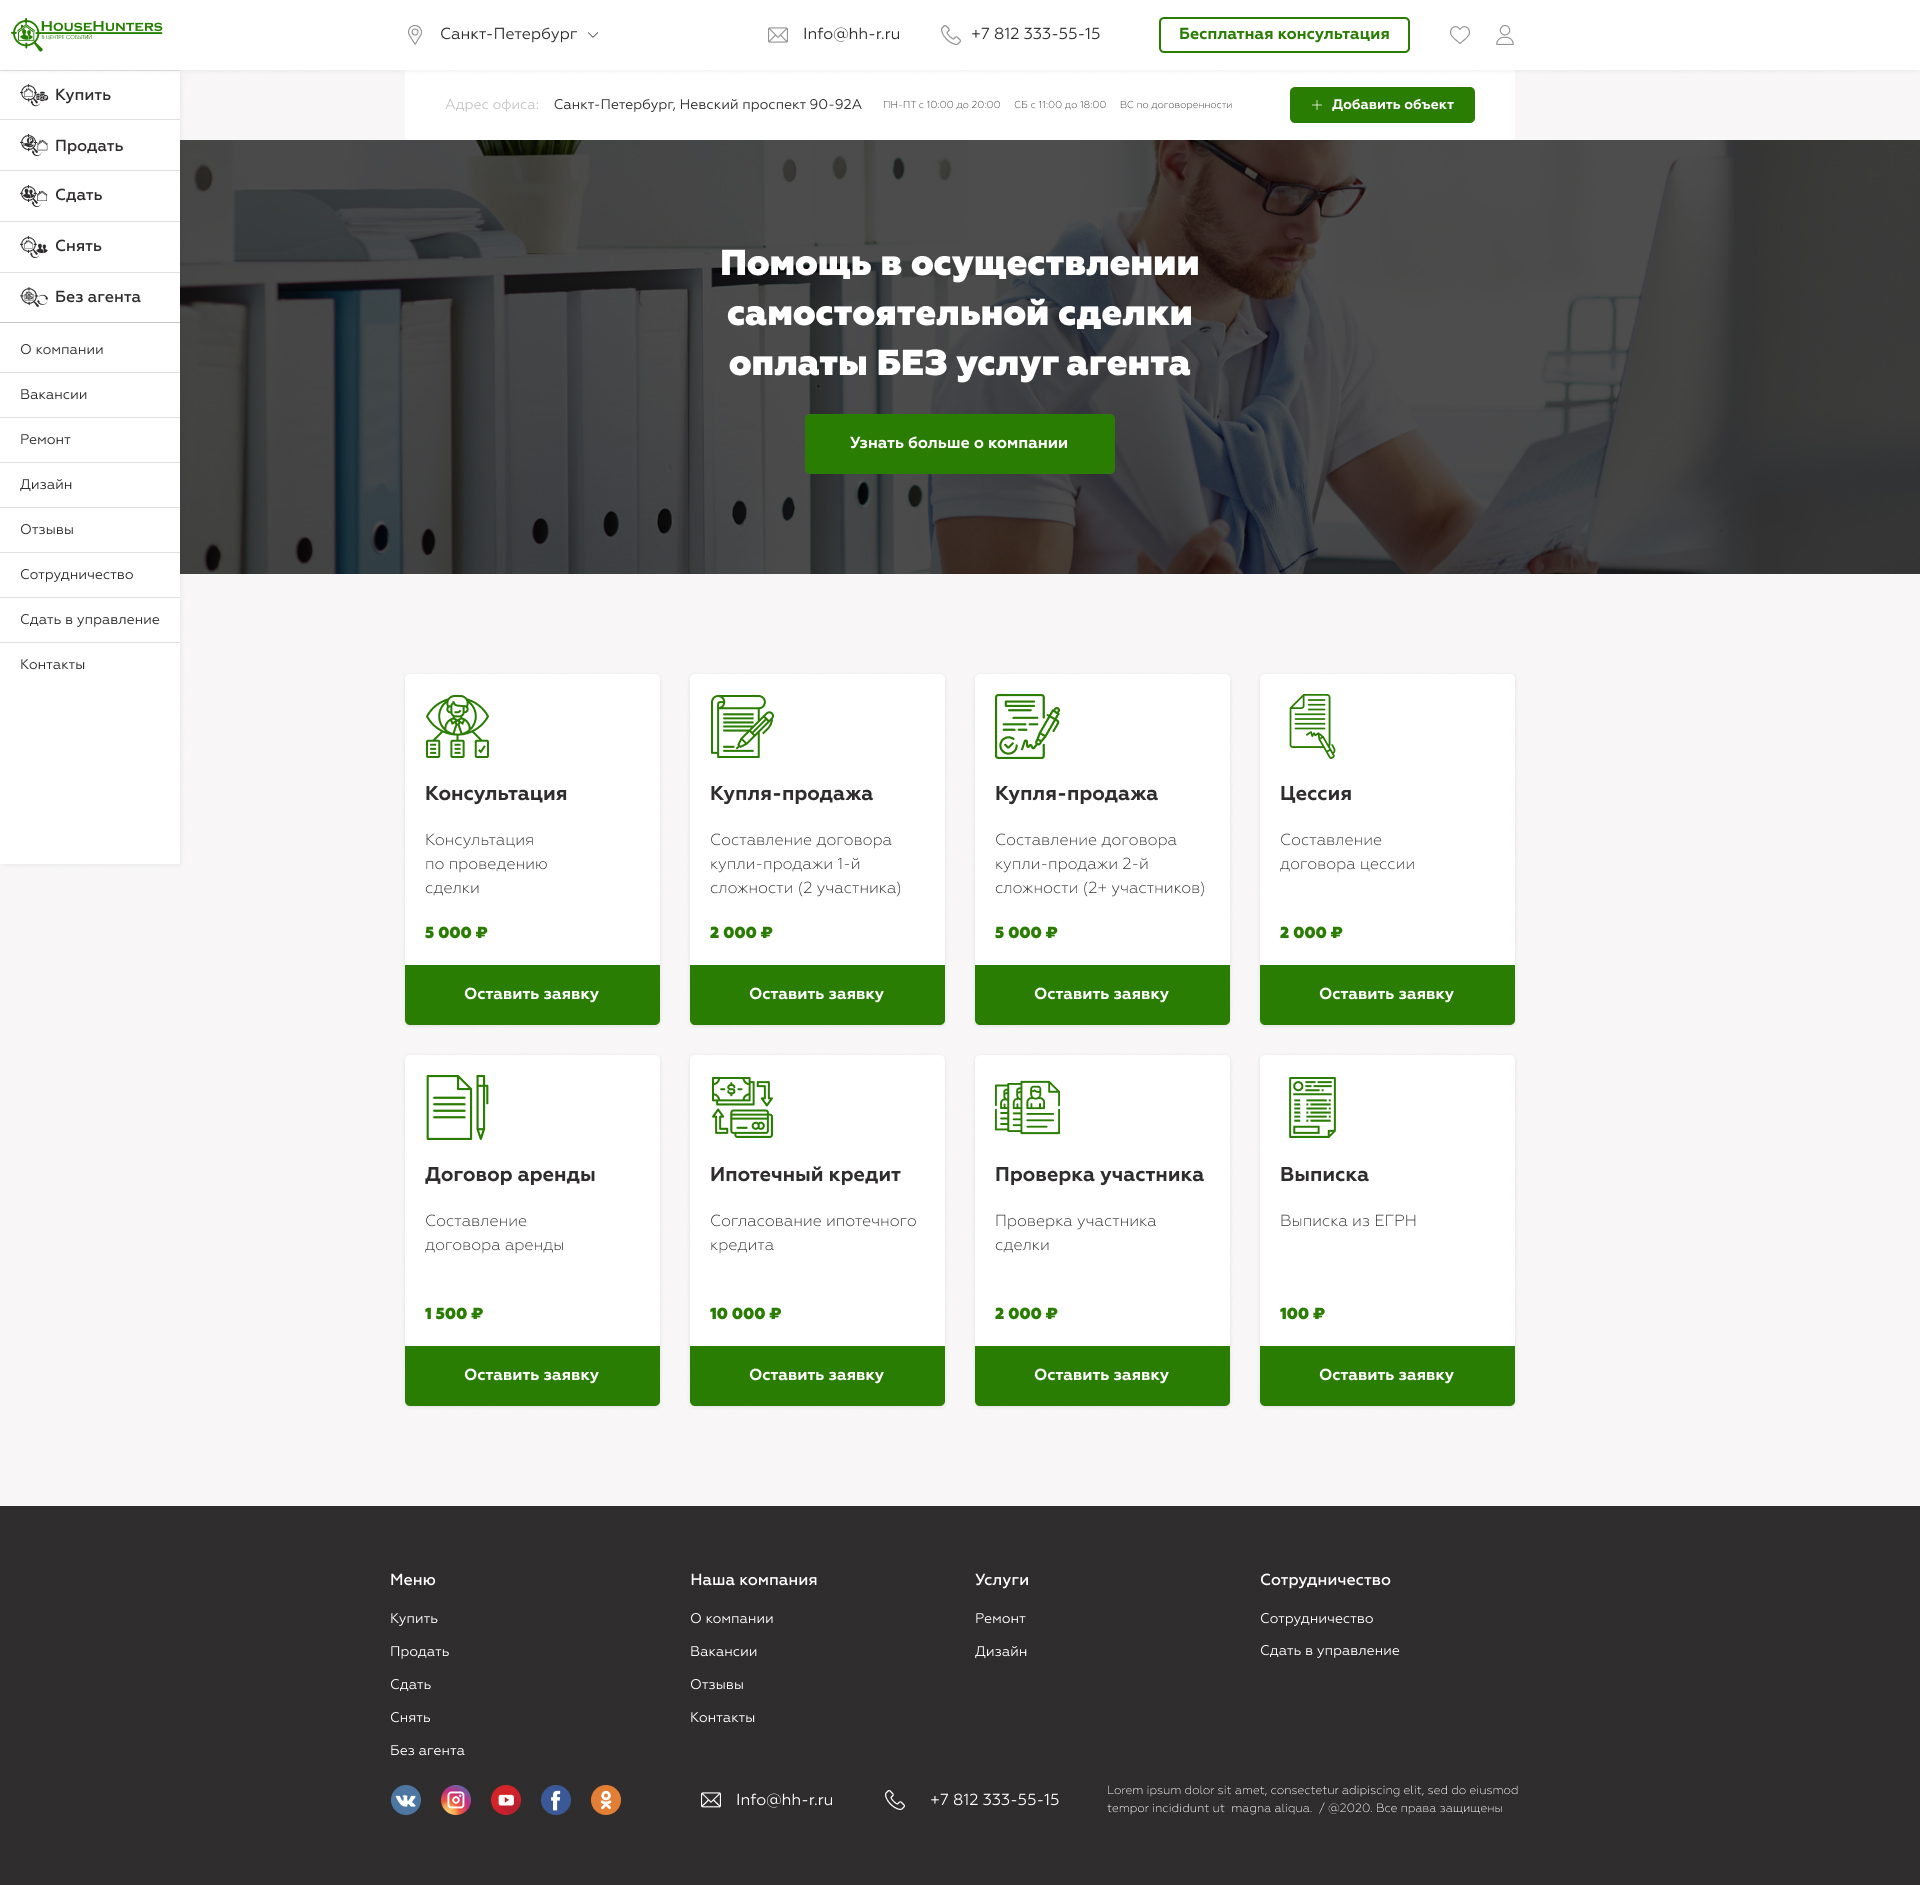 HouseHunters
В ЦЕНТРЕ СОБЫТИЙ
Санкт-Петербург
Info@hh-r.ru
+7 812 333-55-15
Бесплатная консультация
Адрес офиса: Санкт-Петербург, Невский проспект 90-92А ПН-ПТ с 10:00 до 20:00 СБ с 11:00 до 18:00 ВС по договоренности
+ Добавить объект
Купить
Продать
Сдать
Снять
Без агента
О компании
Вакансии
Ремонт
Дизайн
Отзывы
Сотрудничество
Сдать в управление
Контакты
Помощь в осуществлении
самостоятельной сделки
оплаты БЕЗ услуг агента
Узнать больше о компании
Консультация
Консультация
по проведению
сделки
5 000 ₽
Оставить заявку
Купля-продажа
Составление договора
купли-продажи 1-й
сложности (2 участника)
2 000 ₽
Оставить заявку
Купля-продажа
Составление договора
купли-продажи 2-й
сложности (2+ участников)
5 000 ₽
Оставить заявку
Цессия
Составление
договора цессии
2 000 ₽
Оставить заявку
Договор аренды
Составление
договора аренды
1 500 ₽
Оставить заявку
Ипотечный кредит
Согласование ипотечного
кредита
10 000 ₽
Оставить заявку
Проверка участника
Проверка участника
сделки
2 000 ₽
Оставить заявку
Выписка
Выписка из ЕГРН
100 ₽
Оставить заявку
Меню
Купить
Продать
Сдать
Снять
Без агента
Наша компания
О компании
Вакансии
Отзывы
Контакты
Услуги
Ремонт
Дизайн
Сотрудничество
Сотрудничество
Сдать в управление
Info@hh-r.ru
+7 812 333-55-15
Lorem ipsum dolor sit amet, consectetur adipiscing elit, sed do eiusmod
tempor incididunt ut magna aliqua. / @2020. Все права защищены